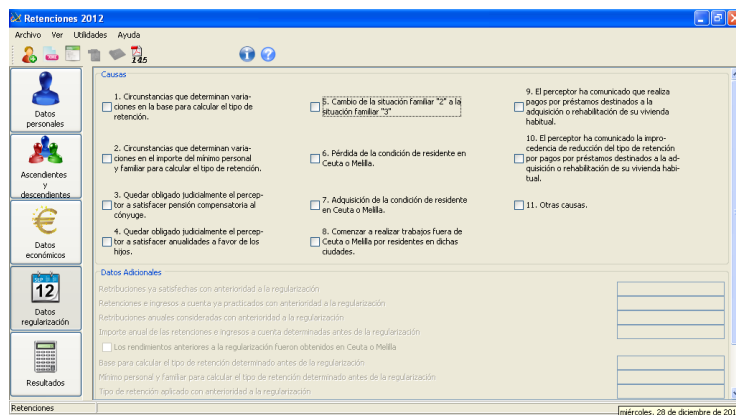 Retenciones 2012
Archivo Ver Utilidades Ayuda
145
Datos
personales
Ascendientes
y
descendientes
Datos
económicos
SEP 12
12
Datos
regularización
Resultados
Causas
1. Circunstancias que determinan varia-
ciones en la base para calcular el tipo de
retención.
2. Circunstancias que determinan varia-
ciones en el importe del mínimo personal
y familiar para calcular el tipo de retención.
3. Quedar obligado judicialmente el percep-
tor a satisfacer pensión compensatoria al
cónyuge.
4. Quedar obligado judicialmente el percep-
tor a satisfacer anualidades a favor de los
hijos.
5. Cambio de la situación familiar "2" a la
situación familiar "3"
6. Pérdida de la condición de residente en
Ceuta o Melilla.
7. Adquisición de la condición de residente
en Ceuta o Melilla.
8. Comenzar a realizar trabajos fuera de
Ceuta o Melilla por residentes en dichas
ciudades.
9. El perceptor ha comunicado que realiza
pagos por préstamos destinados a la
adquisición o rehabilitación de su vivienda
habitual.
10. El perceptor ha comunicado la impro-
cedencia de reducción del tipo de retención
por pagos por préstamos destinados a la ad-
quisición o rehabilitación de su vivienda habi-
tual.
11. Otras causas.
Datos Adicionales
Retribuciones ya satisfechas con anterioridad a la regularización
Retenciones e ingresos a cuenta ya practicados con anterioridad a la regularización
Retribuciones anuales consideradas con anterioridad a la regularización
Importe anual de las retenciones e ingresos a cuenta determinadas antes de la regularización
Los rendimientos anteriores a la regularización fueron obtenidos en Ceuta o Melilla
Base para calcular el tipo de retención determinado antes de la regularización
Mínimo personal y familiar para calcular el tipo de retención determinado antes de la regularización
Tipo de retención aplicado con anterioridad a la regularización
Retenciones
miércoles, 28 de diciembre de 201